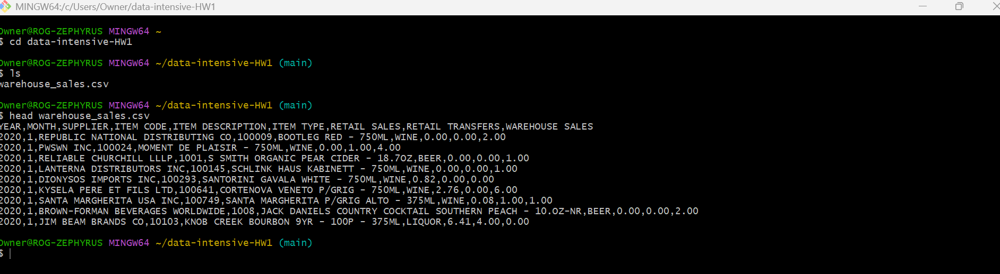 MINGW64:/c/Users/Owner/data-intensive-HW1
Owner@ROG-ZEPHYRUS MINGW64 ~
$ cd data-intensive-HW1
Owner@ROG-ZEPHYRUS MINGW64 ~/data-intensive-HW1 (main)
$ ls
warehouse_sales.csv
Owner@ROG-ZEPHYRUS MINGW64 ~/data-intensive-HW1 (main)
$ head warehouse_sales.csv
YEAR,MONTH,SUPPLIER,ITEM CODE,ITEM DESCRIPTION,ITEM TYPE,RETAIL SALES,RETAIL TRANSFERS,WAREHOUSE SALES
2020,1,REPUBLIC NATIONAL DISTRIBUTING CO,100009,BOOTLEG RED - 750ML,WINE,0.00,0.00,2.00
2020,1,PWSWN INC,100024,MOMENT DE PLAISIR - 750ML,WINE,0.00,1.00,4.00
2020,1,RELIABLE CHURCHILL LLLP,1001,S SMITH ORGANIC PEAR CIDER - 18.7OZ,BEER,0.00,0.00,1.00
2020,1,LANTERNA DISTRIBUTORS INC,100145,SCHLINK HAUS KABINETT - 750ML,WINE,0.00,0.00,1.00
2020,1,DIONYSOS IMPORTS INC,100293,SANTORINI GAVALA WHITE - 750ML,WINE,0.82,0.00,0.00
2020,1,KYSELA PERE ET FILS LTD,100641,CORTENOVA VENETO P/GRIG - 750ML,WINE,2.76,0.00,6.00
2020,1,SANTA MARGHERITA USA INC,100749,SANTA MARGHERITA P/GRIG ALTO - 375ML,WINE,0.08,1.00,1.00
2020,1,BROWN-FORMAN BEVERAGES WORLDWIDE,1008,JACK DANIELS COUNTRY COCKTAIL SOUTHERN PEACH - 10.OZ-NR,BEER,0.00,0.00,2.00
2020,1,JIM BEAM BRANDS CO,10103,KNOB CREEK BOURBON 9YR - 100P - 375ML,LIQUOR,6.41,4.00,0.00
Owner@ROG-ZEPHYRUS MINGW64 ~/data-intensive-HW1 (main)
$